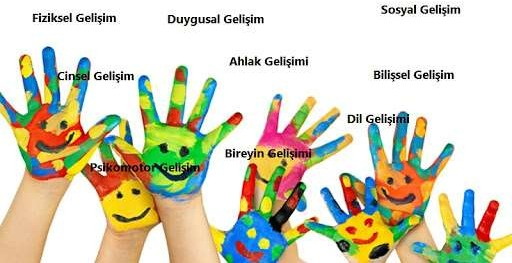 Fiziksel Gelişim
Duygusal Gelişim
Sosyal Gelişim
Cinsel Gelişim
Ahlak Gelişimi
Bilişsel Gelişim
Psikomotor Gelişim
Bireyin Gelişimi
Dil Gelişimi